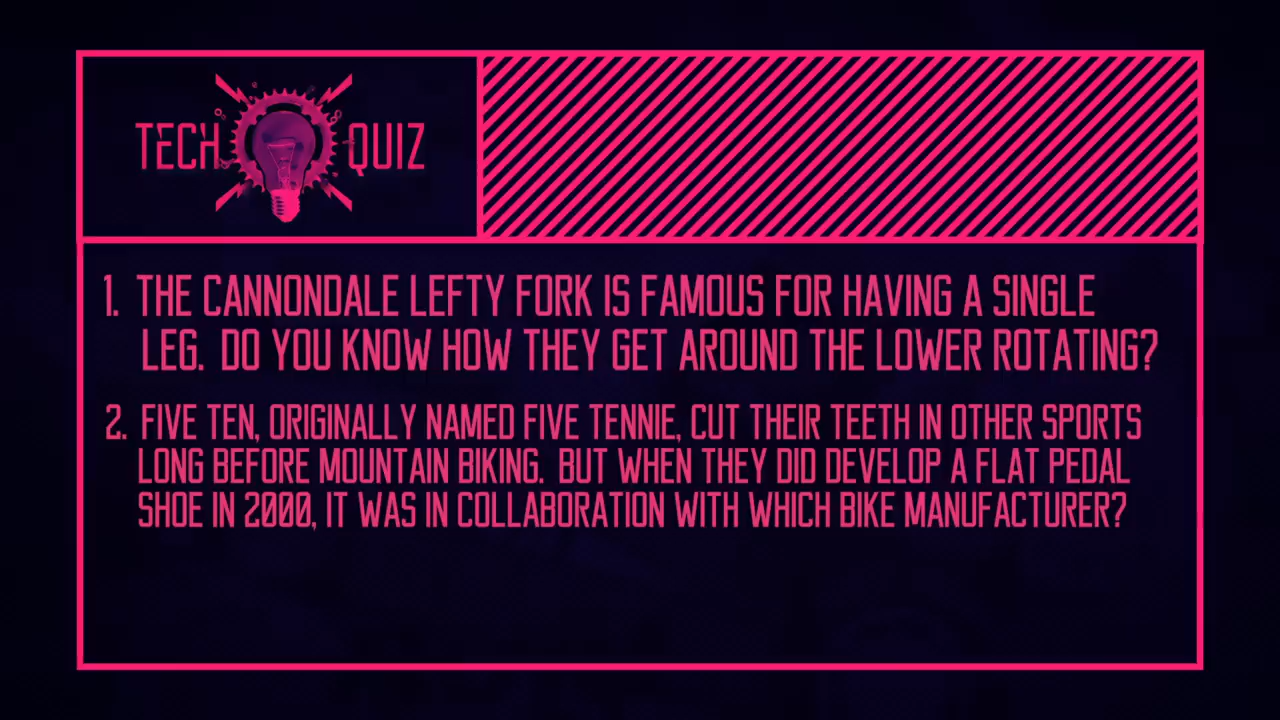 TECH QUIZ
1. THE CANNONDALE LEFTY FORK IS FAMOUS FOR HAVING A SINGLE
LEG. DO YOU KNOW HOW THEY GET AROUND THE LOWER ROTATING?
2. FIVE TEN, ORIGINALLY NAMED FIVE TENNIE, CUT THEIR TEETH IN OTHER SPORTS
LONG BEFORE MOUNTAIN BIKING. BUT WHEN THEY DID DEVELOP A FLAT PEDAL
SHOE IN 2000, IT WAS IN COLLABORATION WITH WHICH BIKE MANUFACTURER?